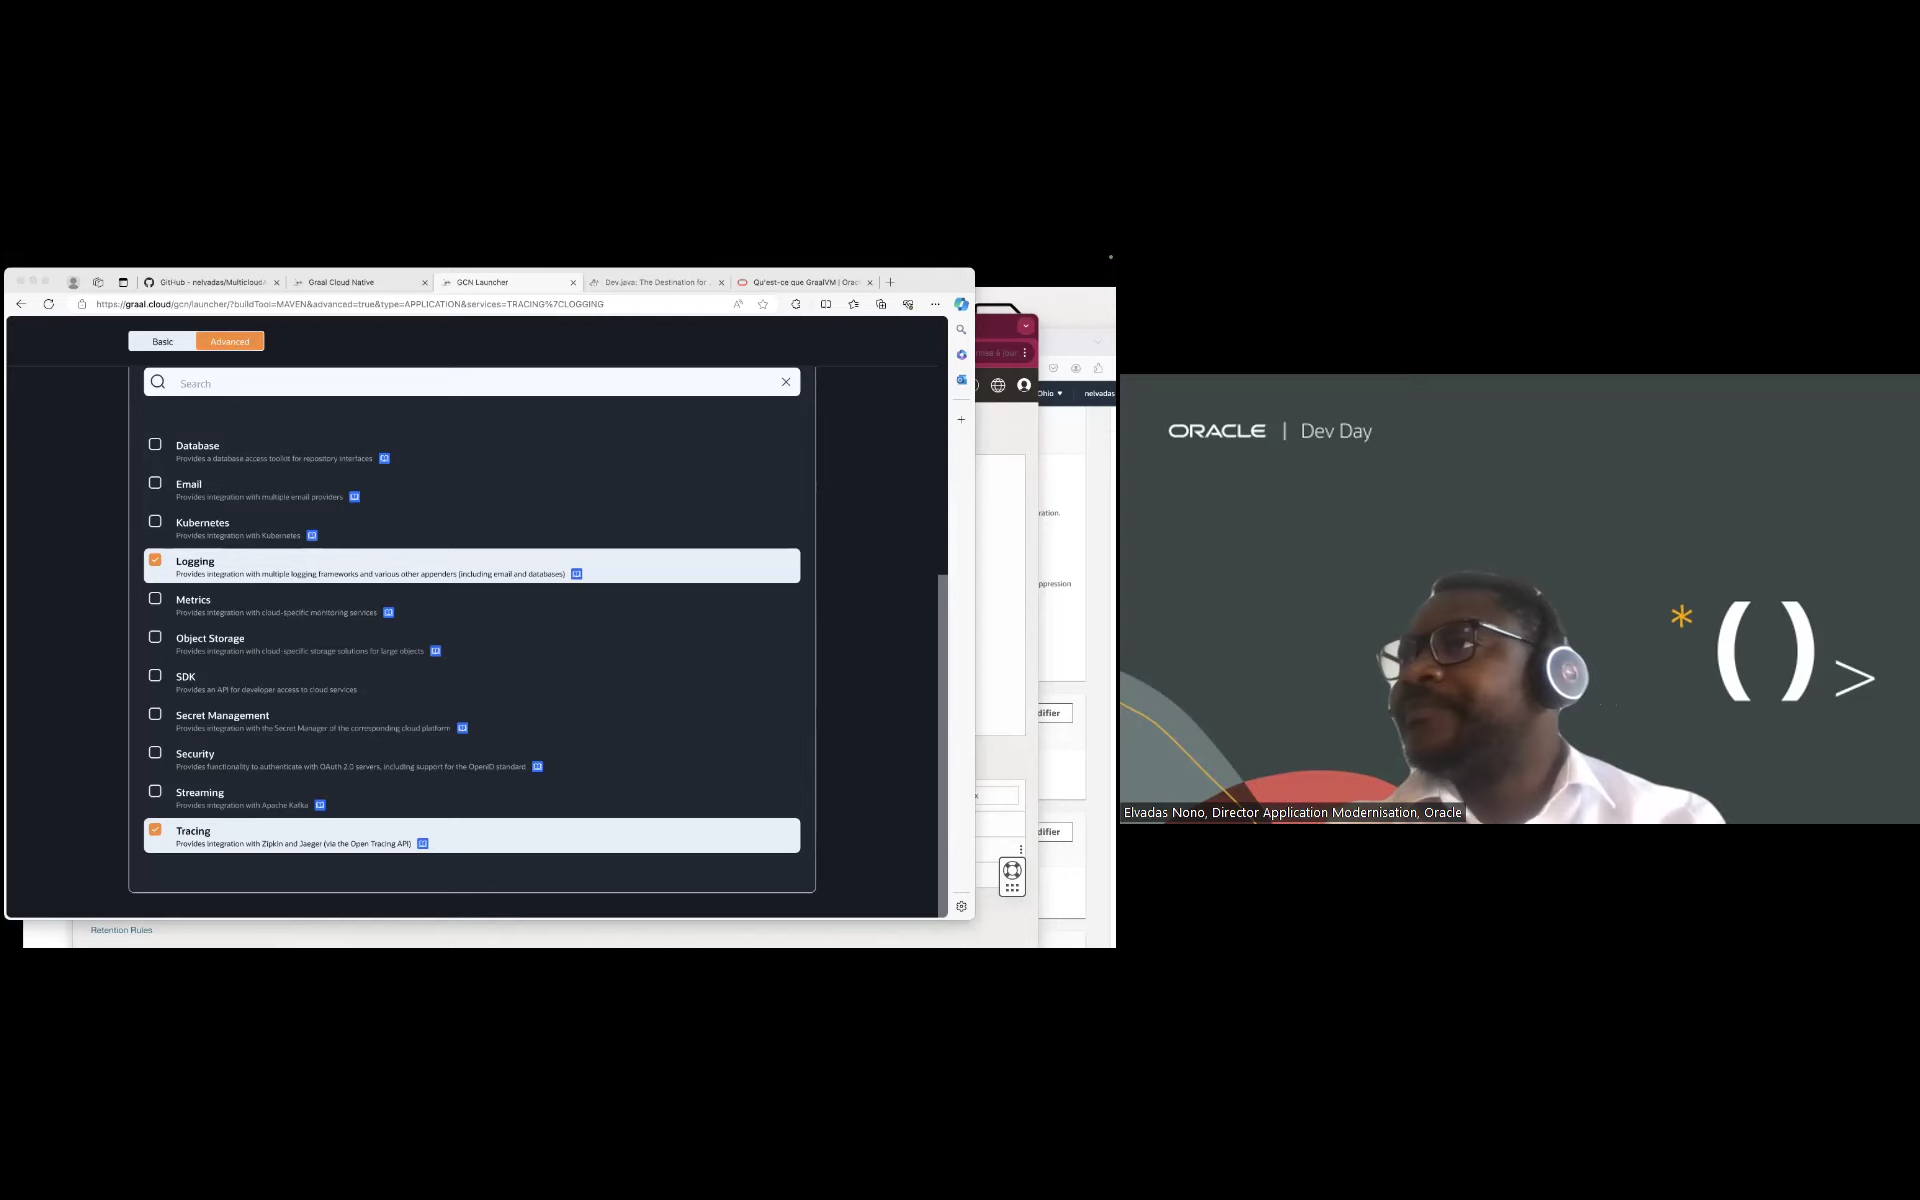 GitHub - nelvadas/Multicloud
Graal Cloud Native
GCN Launcher
Dev.java: The Destination for
Qu'est-ce que GraalVM | Orac
https://graal.cloud/gcn/launcher/?buildTool=MAVEN&advanced=true&type=APPLICATION&services=TRACING%7CLOGGING
Basic
Advanced
Search
Database
Provides a database access toolkit for repository interfaces
Email
Provides integration with multiple email providers
Kubernetes
Provides integration with Kubernetes
Logging
Provides integration with multiple logging frameworks and various other appenders (including email and databases)
Metrics
Provides integration with cloud-specific monitoring services
Object Storage
Provides integration with cloud-specific storage solutions for large objects
SDK
Provides an API for developer access to cloud services
Secret Management
Provides integration with the Secret Manager of the corresponding cloud platform
Security
Provides functionality to authenticate with OAuth 2.0 servers, including support for the OpenID standard
Streaming
Provides integration with Apache Kafka
Tracing
Provides integration with Zipkin and Jaeger (via the Open Tracing API)
Retention Rules
mise à jour
Ohio
nelvadas
ration.
ppression
difier
x
difier
ORACLE | Dev Day
* ( ) >
Elvadas Nono, Director Application Modernisation, Oracle